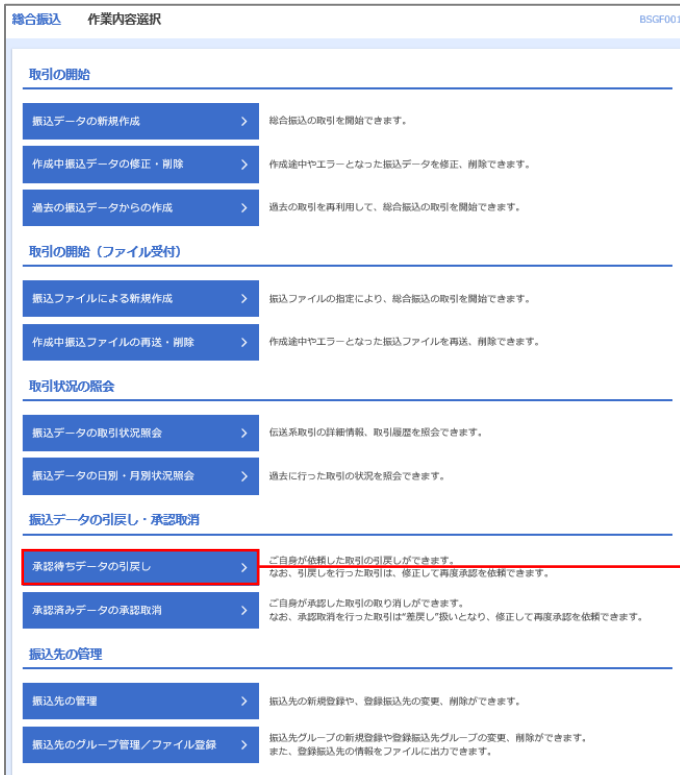 総合振込 作業内容選択 BSGF001
取引の開始
振込データの新規作成 総合振込の取引を開始できます。
作成中振込データの修正・削除 作成途中やエラーとなった振込データを修正、削除できます。
過去の振込データからの作成 過去の取引を再利用して、総合振込の取引を開始できます。
取引の開始（ファイル受付）
振込ファイルによる新規作成 振込ファイルの指定により、総合振込の取引を開始できます。
作成中振込ファイルの再送・削除 作成途中やエラーとなった振込ファイルを再送、削除できます。
取引状況の照会
振込データの取引状況照会 伝送系取引の詳細情報、取引履歴を照会できます。
振込データの日別・月別状況照会 過去に行った取引の状況を照会できます。
振込データの引戻し・承認取消
承認待ちデータの引戻し ご自身が依頼した取引の引戻しができます。
なお、引戻しを行った取引は、修正して再度承認を依頼できます。
承認済みデータの承認取消 ご自身が承認した取引の取り消しができます。
なお、承認取消を行った取引は“差戻し”扱いとなり、修正して再度承認を依頼できます。
振込先の管理
振込先の管理 振込先の新規登録や、登録振込先の変更、削除ができます。
振込先のグループ管理／ファイル登録 振込先グループの新規登録や登録振込先グループの変更、削除ができます。
また、登録振込先の情報をファイルに出力できます。